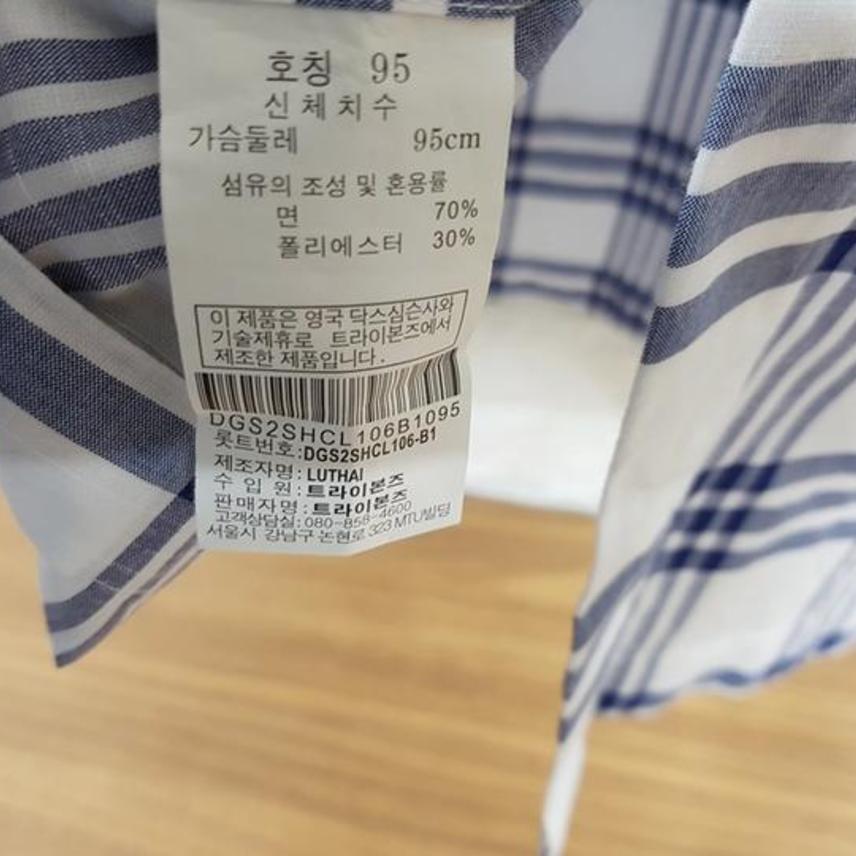 호칭 95
신체치수
가슴둘레 95cm
섬유의 조성 및 혼용률
면 70%
폴리에스터 30%
이 제품은 영국 닥스심슨사와
기술제휴로 트라이본즈에서
제조한 제품입니다.
DGS2SHCL106B1095
롯트번호:DGS2SHCL106-B1
제조자명: LUTHAI
수 입 원: 트라이본즈
판매자명: 트라이본즈
고객상담실: 080-858-4600
서울시 강남구 논현로 323 MTU빌딩